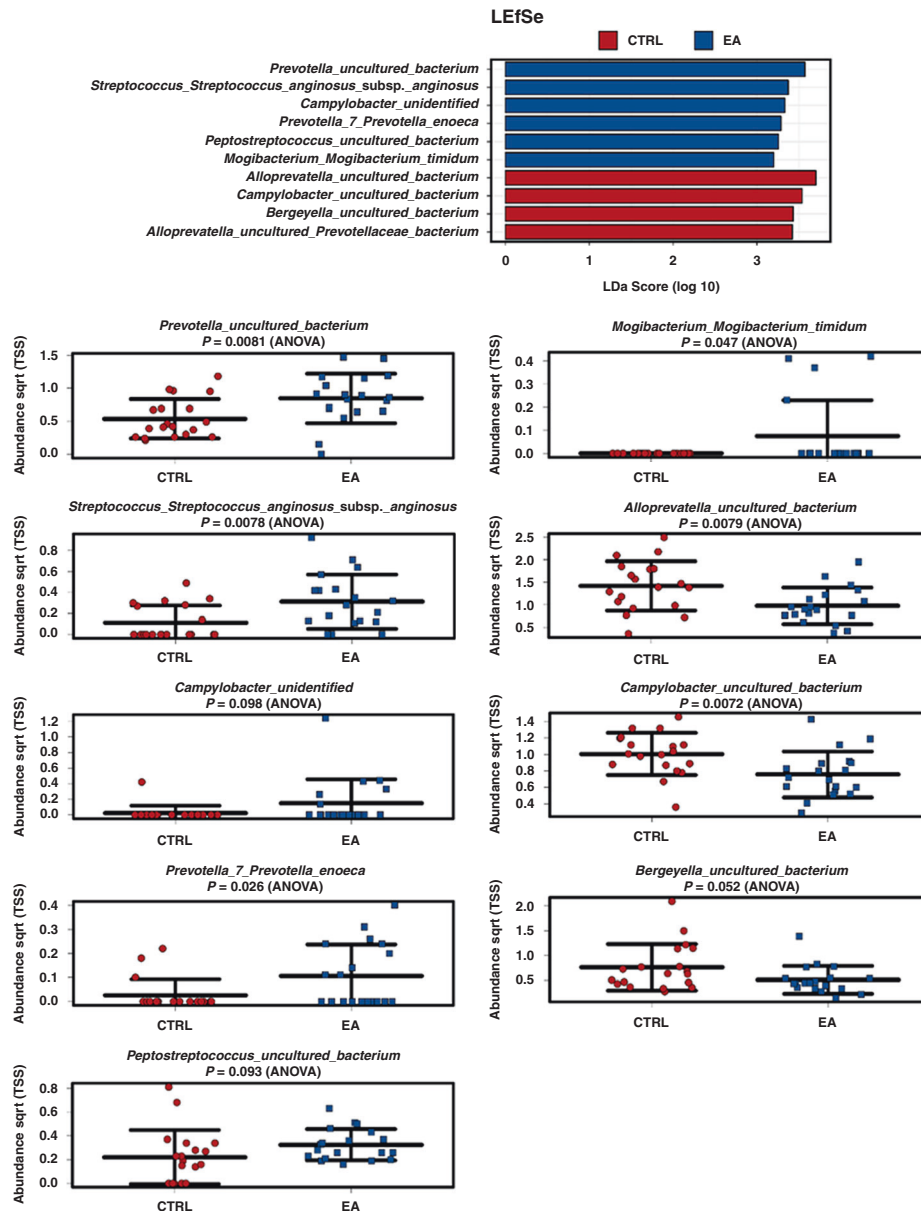 LEfSe
CTRL EA
Prevotella_uncultured_bacterium
Streptococcus_Streptococcus_anginosus_subsp._anginosus
Campylobacter_unidentified
Prevotella_7_Prevotella_enoeca
Peptostreptococcus_uncultured_bacterium
Mogibacterium_Mogibacterium_timidum
Alloprevatella_uncultured_bacterium
Campylobacter_uncultured_bacterium
Bergeyella_uncultured_bacterium
Alloprevatella_uncultured_Prevotellaceae_bacterium
0 1 2 3
LDa Score (log 10)
Prevotella_uncultured_bacterium
P = 0.0081 (ANOVA)
Abundance sqrt (TSS)
1.5
1.0
0.5
0.0
CTRL EA
Mogibacterium_Mogibacterium_timidum
P = 0.047 (ANOVA)
Abundance sqrt (TSS)
0.4
0.3
0.2
0.1
0.0
CTRL EA
Streptococcus_Streptococcus_anginosus_subsp._anginosus
P = 0.0078 (ANOVA)
Abundance sqrt (TSS)
0.8
0.6
0.4
0.2
0.0
CTRL EA
Alloprevatella_uncultured_bacterium
P = 0.0079 (ANOVA)
Abundance sqrt (TSS)
2.5
2.0
1.5
1.0
0.5
CTRL EA
Campylobacter_unidentified
P = 0.098 (ANOVA)
Abundance sqrt (TSS)
1.2
1.0
0.8
0.6
0.4
0.2
0.0
CTRL EA
Campylobacter_uncultured_bacterium
P = 0.0072 (ANOVA)
Abundance sqrt (TSS)
1.4
1.2
1.0
0.8
0.6
0.4
CTRL EA
Prevotella_7_Prevotella_enoeca
P = 0.026 (ANOVA)
Abundance sqrt (TSS)
0.4
0.3
0.2
0.1
0.0
CTRL EA
Bergeyella_uncultured_bacterium
P = 0.052 (ANOVA)
Abundance sqrt (TSS)
2.0
1.5
1.0
0.5
CTRL EA
Peptostreptococcus_uncultured_bacterium
P = 0.093 (ANOVA)
Abundance sqrt (TSS)
0.8
0.6
0.4
0.2
0.0
CTRL EA